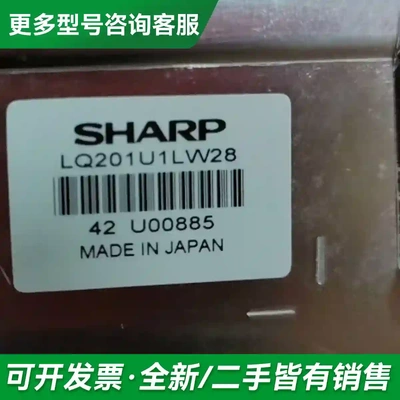 更多型号咨询客服
SHARP
LQ201U1LW28
42 U00885
MADE IN JAPAN
可开发票·全新/二手皆有销售